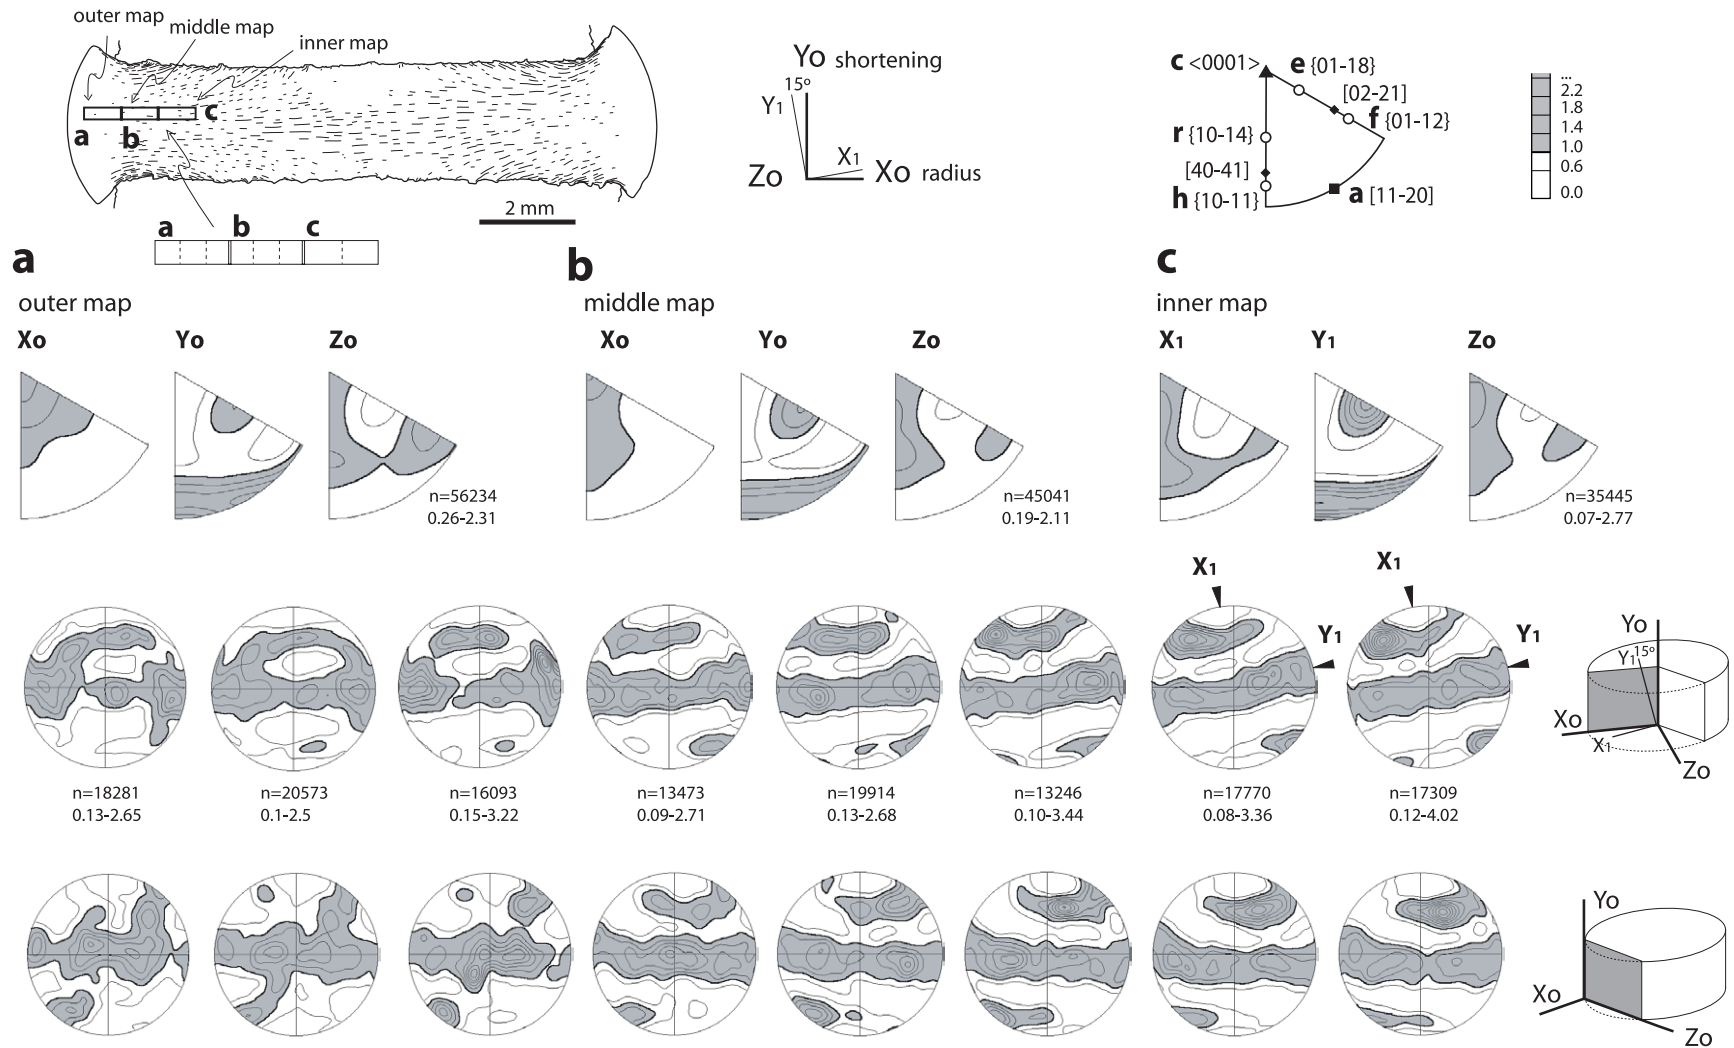 outer map
middle map
inner map
a
b
c
2 mm
a b c
Yo shortening
15º
Y1
X1
Zo
Xo radius
c <0001>
e {01-18}
[02-21]
f {01-12}
r {10-14}
[40-41]
h {10-11}
a [11-20]
...
2.2
1.8
1.4
1.0
0.6
0.0
a
outer map
Xo Yo Zo
n=56234
0.26-2.31
b
middle map
Xo Yo Zo
n=45041
0.19-2.11
c
inner map
X1 Y1 Zo
n=35445
0.07-2.77
X1
Y1
X1
Y1
n=18281
0.13-2.65
n=20573
0.1-2.5
n=16093
0.15-3.22
n=13473
0.09-2.71
n=19914
0.13-2.68
n=13246
0.10-3.44
n=17770
0.08-3.36
n=17309
0.12-4.02
Yo
Y1 15º
Xo
X1
Zo
Yo
Xo
Zo